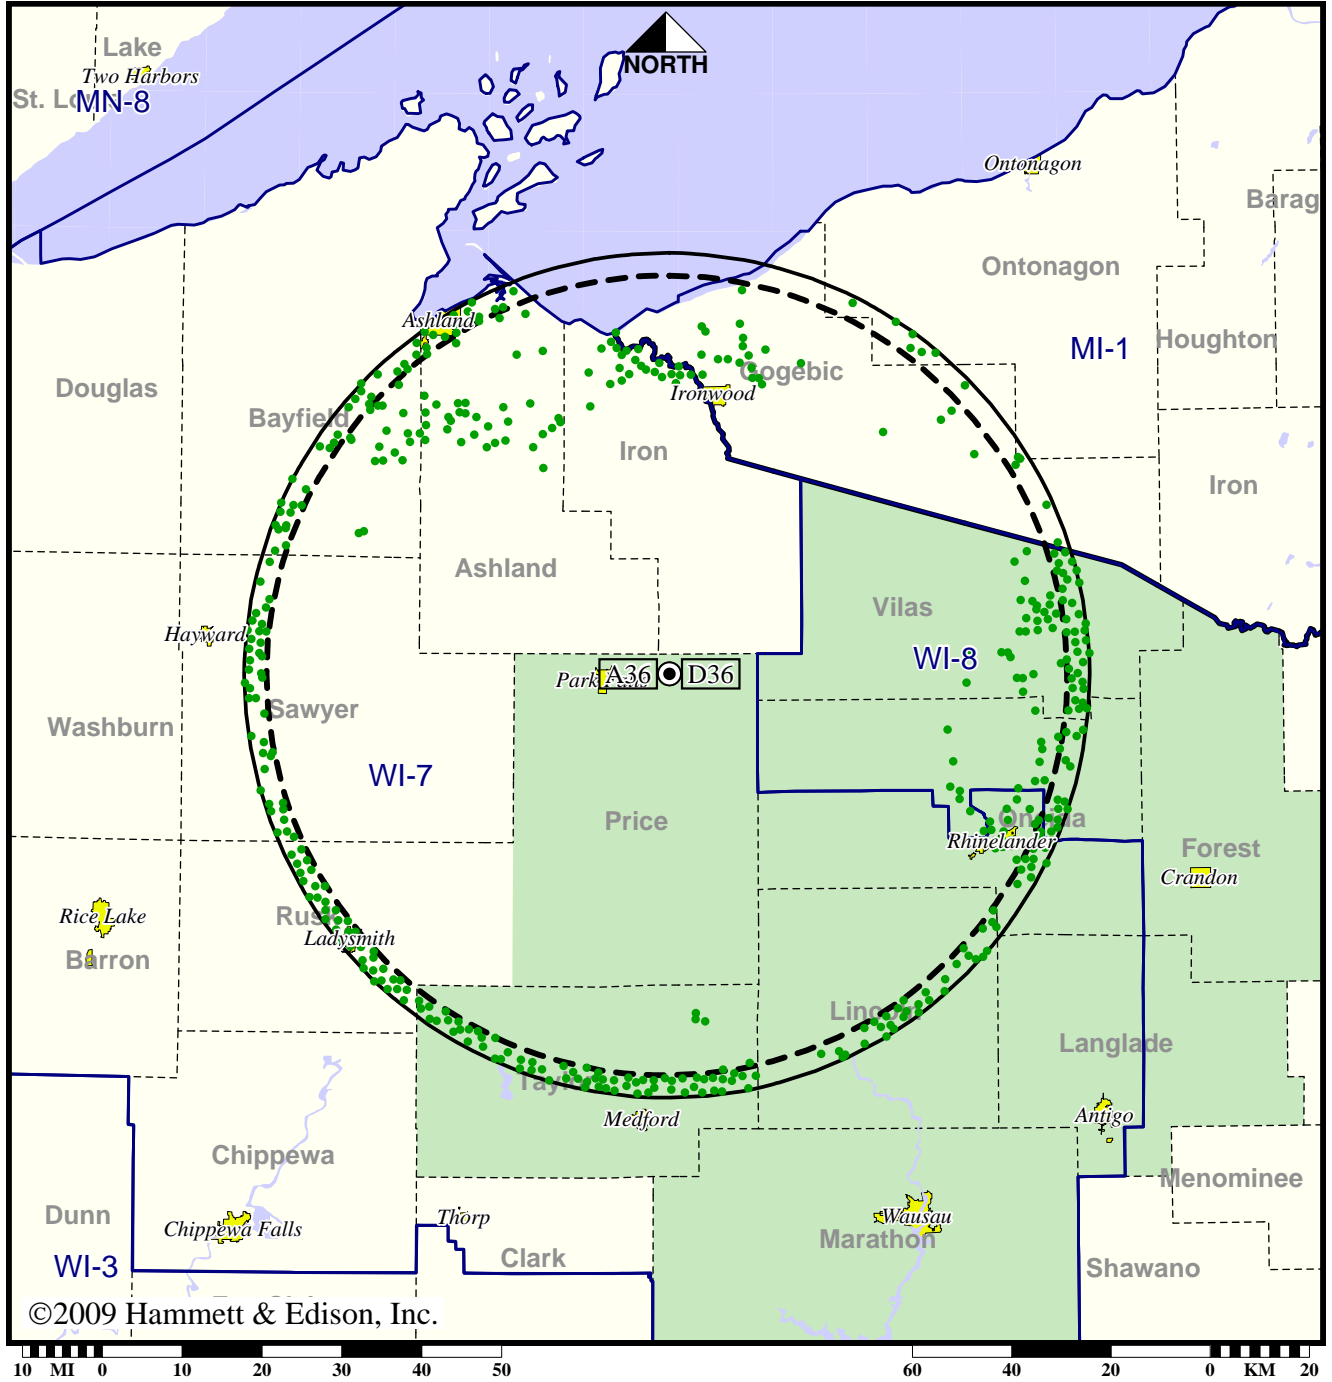 NORTH
Lake
Two Harbors
MN-8
Ontonagon
Ontonagon
Houghton
MI-1
Ashland
Douglas
Bayfield
Gogebic
Ironwood
Iron
Iron
Ashland
Vilas
Hayward
WI-8
A36
D36
Sawyer
Washburn
WI-7
Price
Rhinelander
Forest
Crandon
Rice Lake
Ladysmith
Barron
Langlade
Medford
Antigo
Chippewa
Menominee
Dunn
Thorp
Wausau
Chippewa Falls
Marathon
Clark
WI-3
Shawano
©2009 Hammett & Edison, Inc.
10 MI 0 10 20 30 40 50
60 40 20 0 KM 20